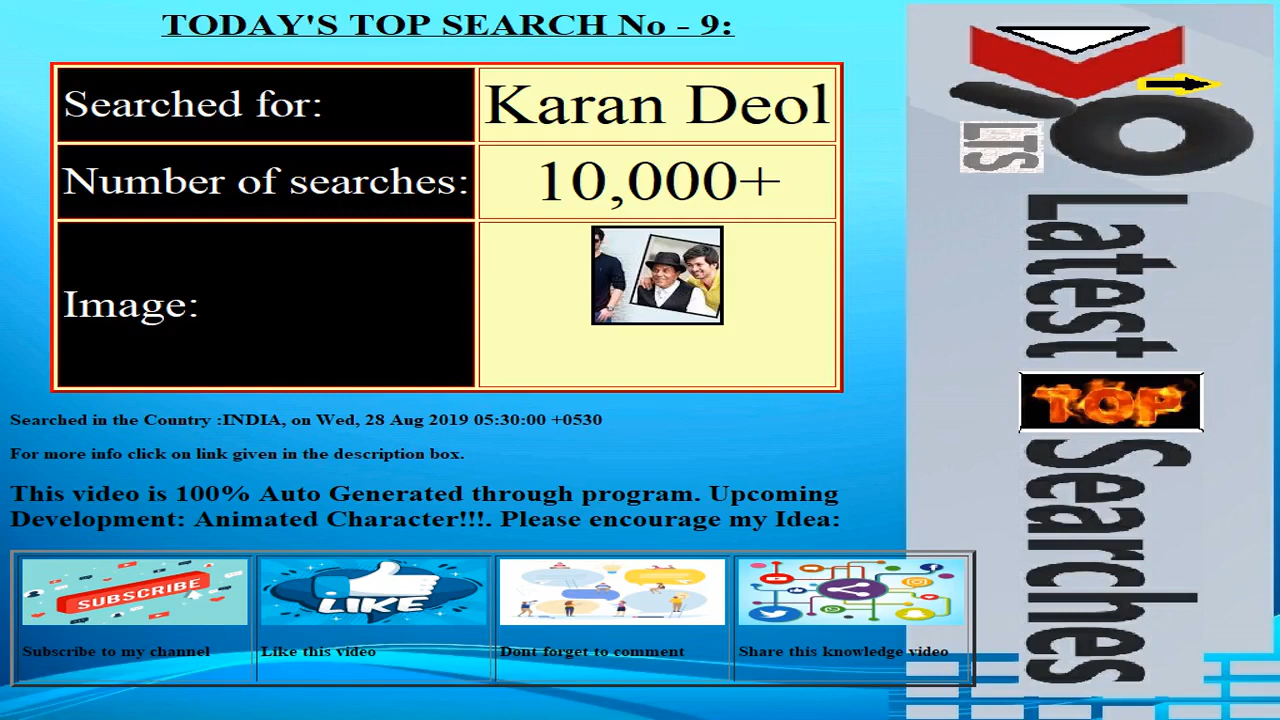 TODAY'S TOP SEARCH No - 9:
Searched for:
Karan Deol
Number of searches:
10,000+
Image:
Searched in the Country :INDIA, on Wed, 28 Aug 2019 05:30:00 +0530
For more info click on link given in the description box.
This video is 100% Auto Generated through program. Upcoming
Development: Animated Character!!!. Please encourage my Idea:
SUBSCRIBE
LIKE
Subscribe to my channel
Like this video
Dont forget to comment
Share this knowledge video
LTS
Latest
TOP
Searches